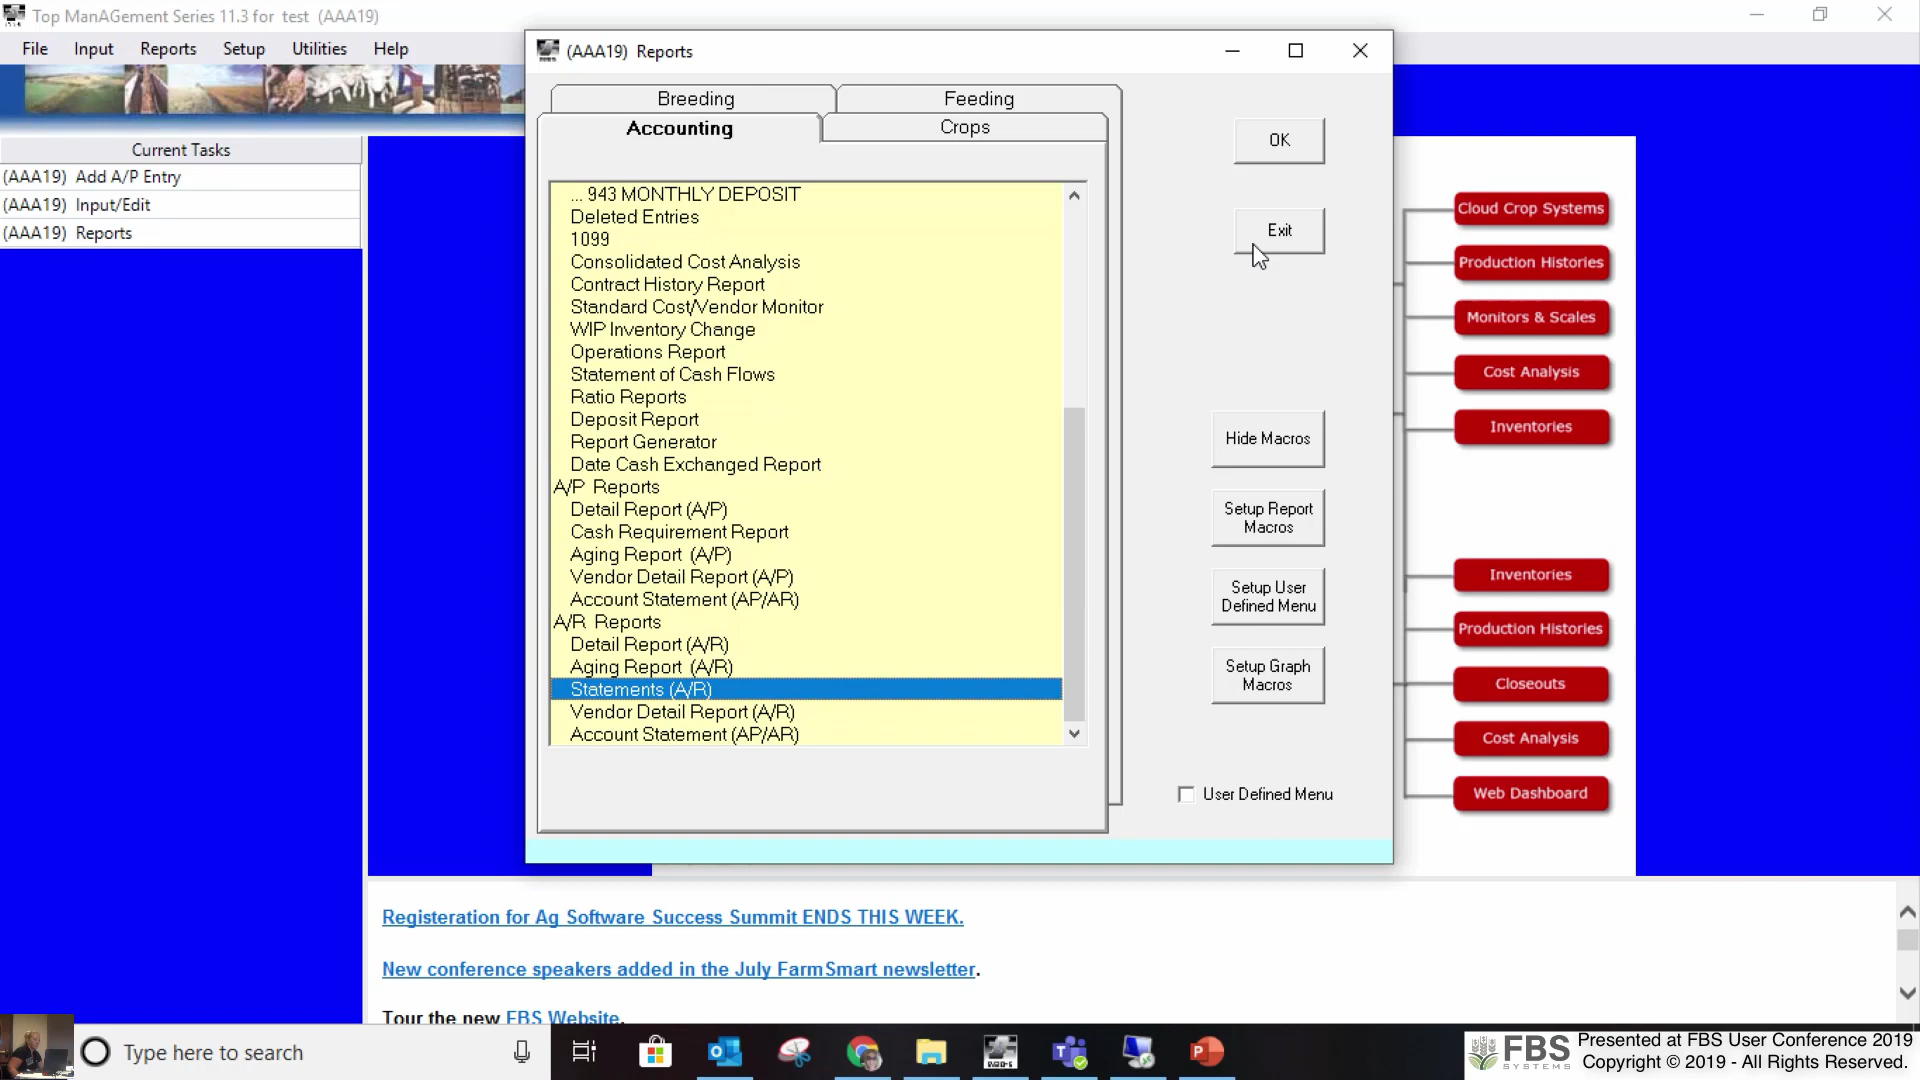 Top ManAGement Series 11.3 for test (AAA19)
File Input Reports Setup Utilities Help
Current Tasks
(AAA19) Add A/P Entry
(AAA19) Input/Edit
(AAA19) Reports
(AAA19) Reports
Breeding Feeding
Accounting Crops
... 943 MONTHLY DEPOSIT
Deleted Entries
1099
Consolidated Cost Analysis
Contract History Report
Standard Cost/Vendor Monitor
WIP Inventory Change
Operations Report
Statement of Cash Flows
Ratio Reports
Deposit Report
Report Generator
Date Cash Exchanged Report
A/P Reports
Detail Report (A/P)
Cash Requirement Report
Aging Report (A/P)
Vendor Detail Report (A/P)
Account Statement (AP/AR)
A/R Reports
Detail Report (A/R)
Aging Report (A/R)
Statements (A/R)
Vendor Detail Report (A/R)
Account Statement (AP/AR)
OK
Exit
Hide Macros
Setup Report
Macros
Setup User
Defined Menu
Setup Graph
Macros
User Defined Menu
Cloud Crop Systems
Production Histories
Monitors & Scales
Cost Analysis
Inventories
Inventories
Production Histories
Closeouts
Cost Analysis
Web Dashboard
Registeration for Ag Software Success Summit ENDS THIS WEEK.
New conference speakers added in the July FarmSmart newsletter.
Tour the new FBS Website.
Type here to search
FBS
SYSTEMS
Presented at FBS User Conference 2019
Copyright © 2019 - All Rights Reserved.